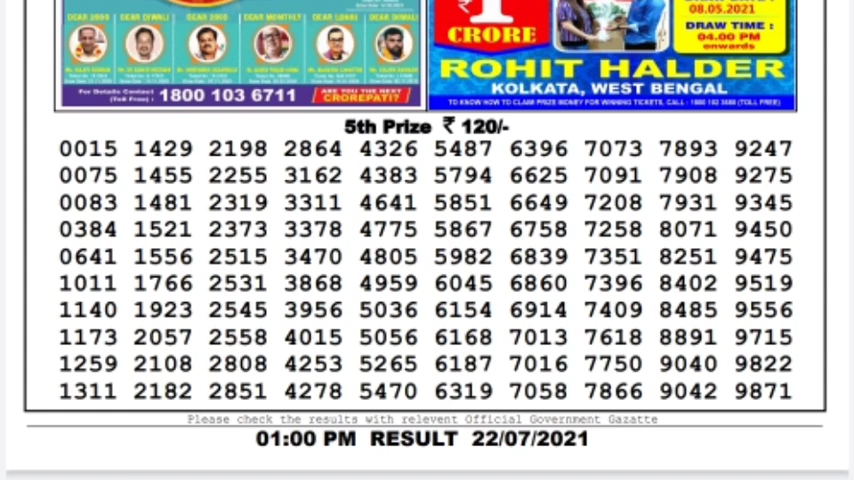 DEAR 2000 DEAR DIWALI DEAR 2000 DEAR MONTHLY DEAR LOHRI DEAR DIWALI
For Details Contact
(Toll Free) : 1800 103 6711
ARE YOU THE NEXT
CROREPATI?
₹1
CRORE
08.05.2021
DRAW TIME :
04.00 PM
onwards
ROHIT HALDER
KOLKATA, WEST BENGAL
TO KNOW HOW TO CLAIM PRIZE MONEY FOR WINNING TICKETS, CALL : 1800 103 3688 (TOLL FREE)
5th Prize ₹ 120/-
0015 1429 2198 2864 4326 5487 6396 7073 7893 9247
0075 1455 2255 3162 4383 5794 6625 7091 7908 9275
0083 1481 2319 3311 4641 5851 6649 7208 7931 9345
0384 1521 2373 3378 4775 5867 6758 7258 8071 9450
0641 1556 2515 3470 4805 5982 6839 7351 8251 9475
1011 1766 2531 3868 4959 6045 6860 7396 8402 9519
1140 1923 2545 3956 5036 6154 6914 7409 8485 9556
1173 2057 2558 4015 5056 6168 7013 7618 8891 9715
1259 2108 2808 4253 5265 6187 7016 7750 9040 9822
1311 2182 2851 4278 5470 6319 7058 7866 9042 9871
Please check the results with relevent Official Government Gazatte
01:00 PM RESULT 22/07/2021